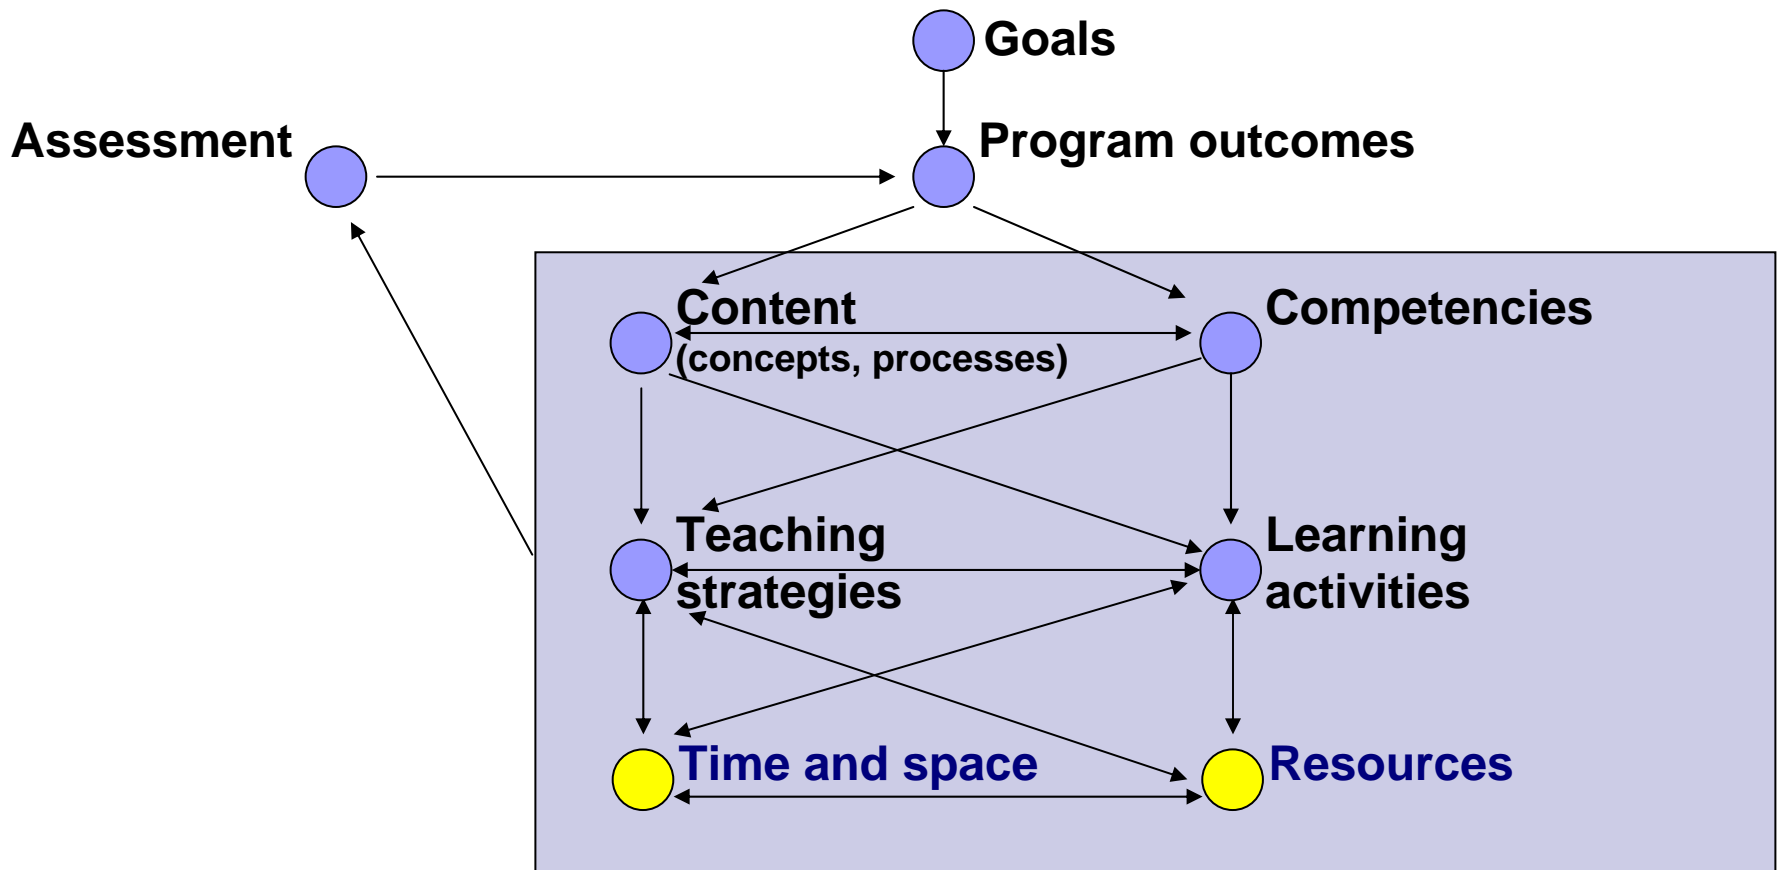 Goals
Assessment
Program outcomes
Content
(concepts, processes)
Competencies
Teaching
strategies
Learning
activities
Time and space
Resources